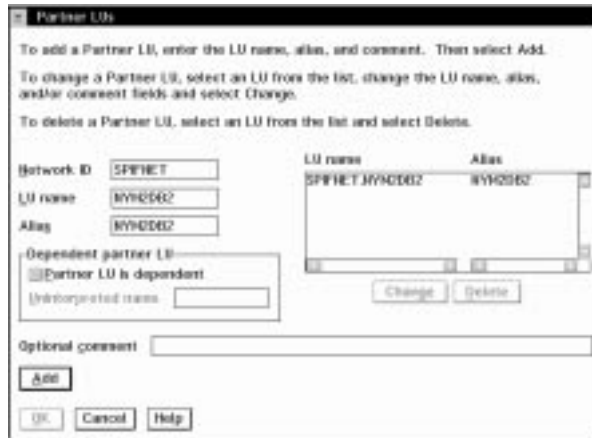 Partner LUs
To add a Partner LU, enter the LU name, alias, and comment. Then select Add.
To change a Partner LU, select an LU from the list, change the LU name, alias,
and/or comment fields and select Change.
To delete a Partner LU, select an LU from the list and select Delete.
LU name Alias
Network ID SPIFNET SPIFNET.NYM2DB2 NYM2DB2
LU name NYM2DB2
Alias NYM2DB2
Dependent partner LU
Partner LU is dependent
Uninterpreted name
Change Delete
Optional comment
Add
OK Cancel Help